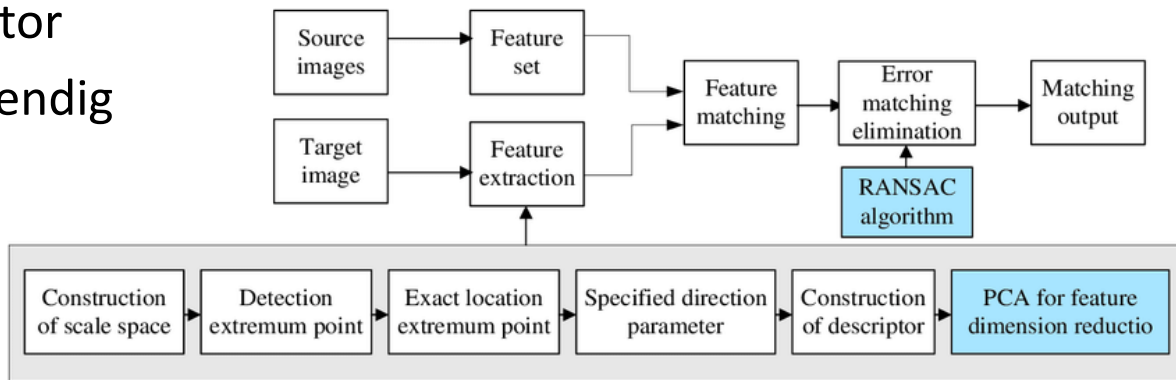 tor
endig
Source
images
Feature
set
Target
image
Feature
extraction
Feature
matching
Error
matching
elimination
Matching
output
RANSAC
algorithm
Construction
of scale space
Detection
extremum point
Exact location
extremum point
Specified direction
parameter
Construction
of descriptor
PCA for feature
dimension reductio